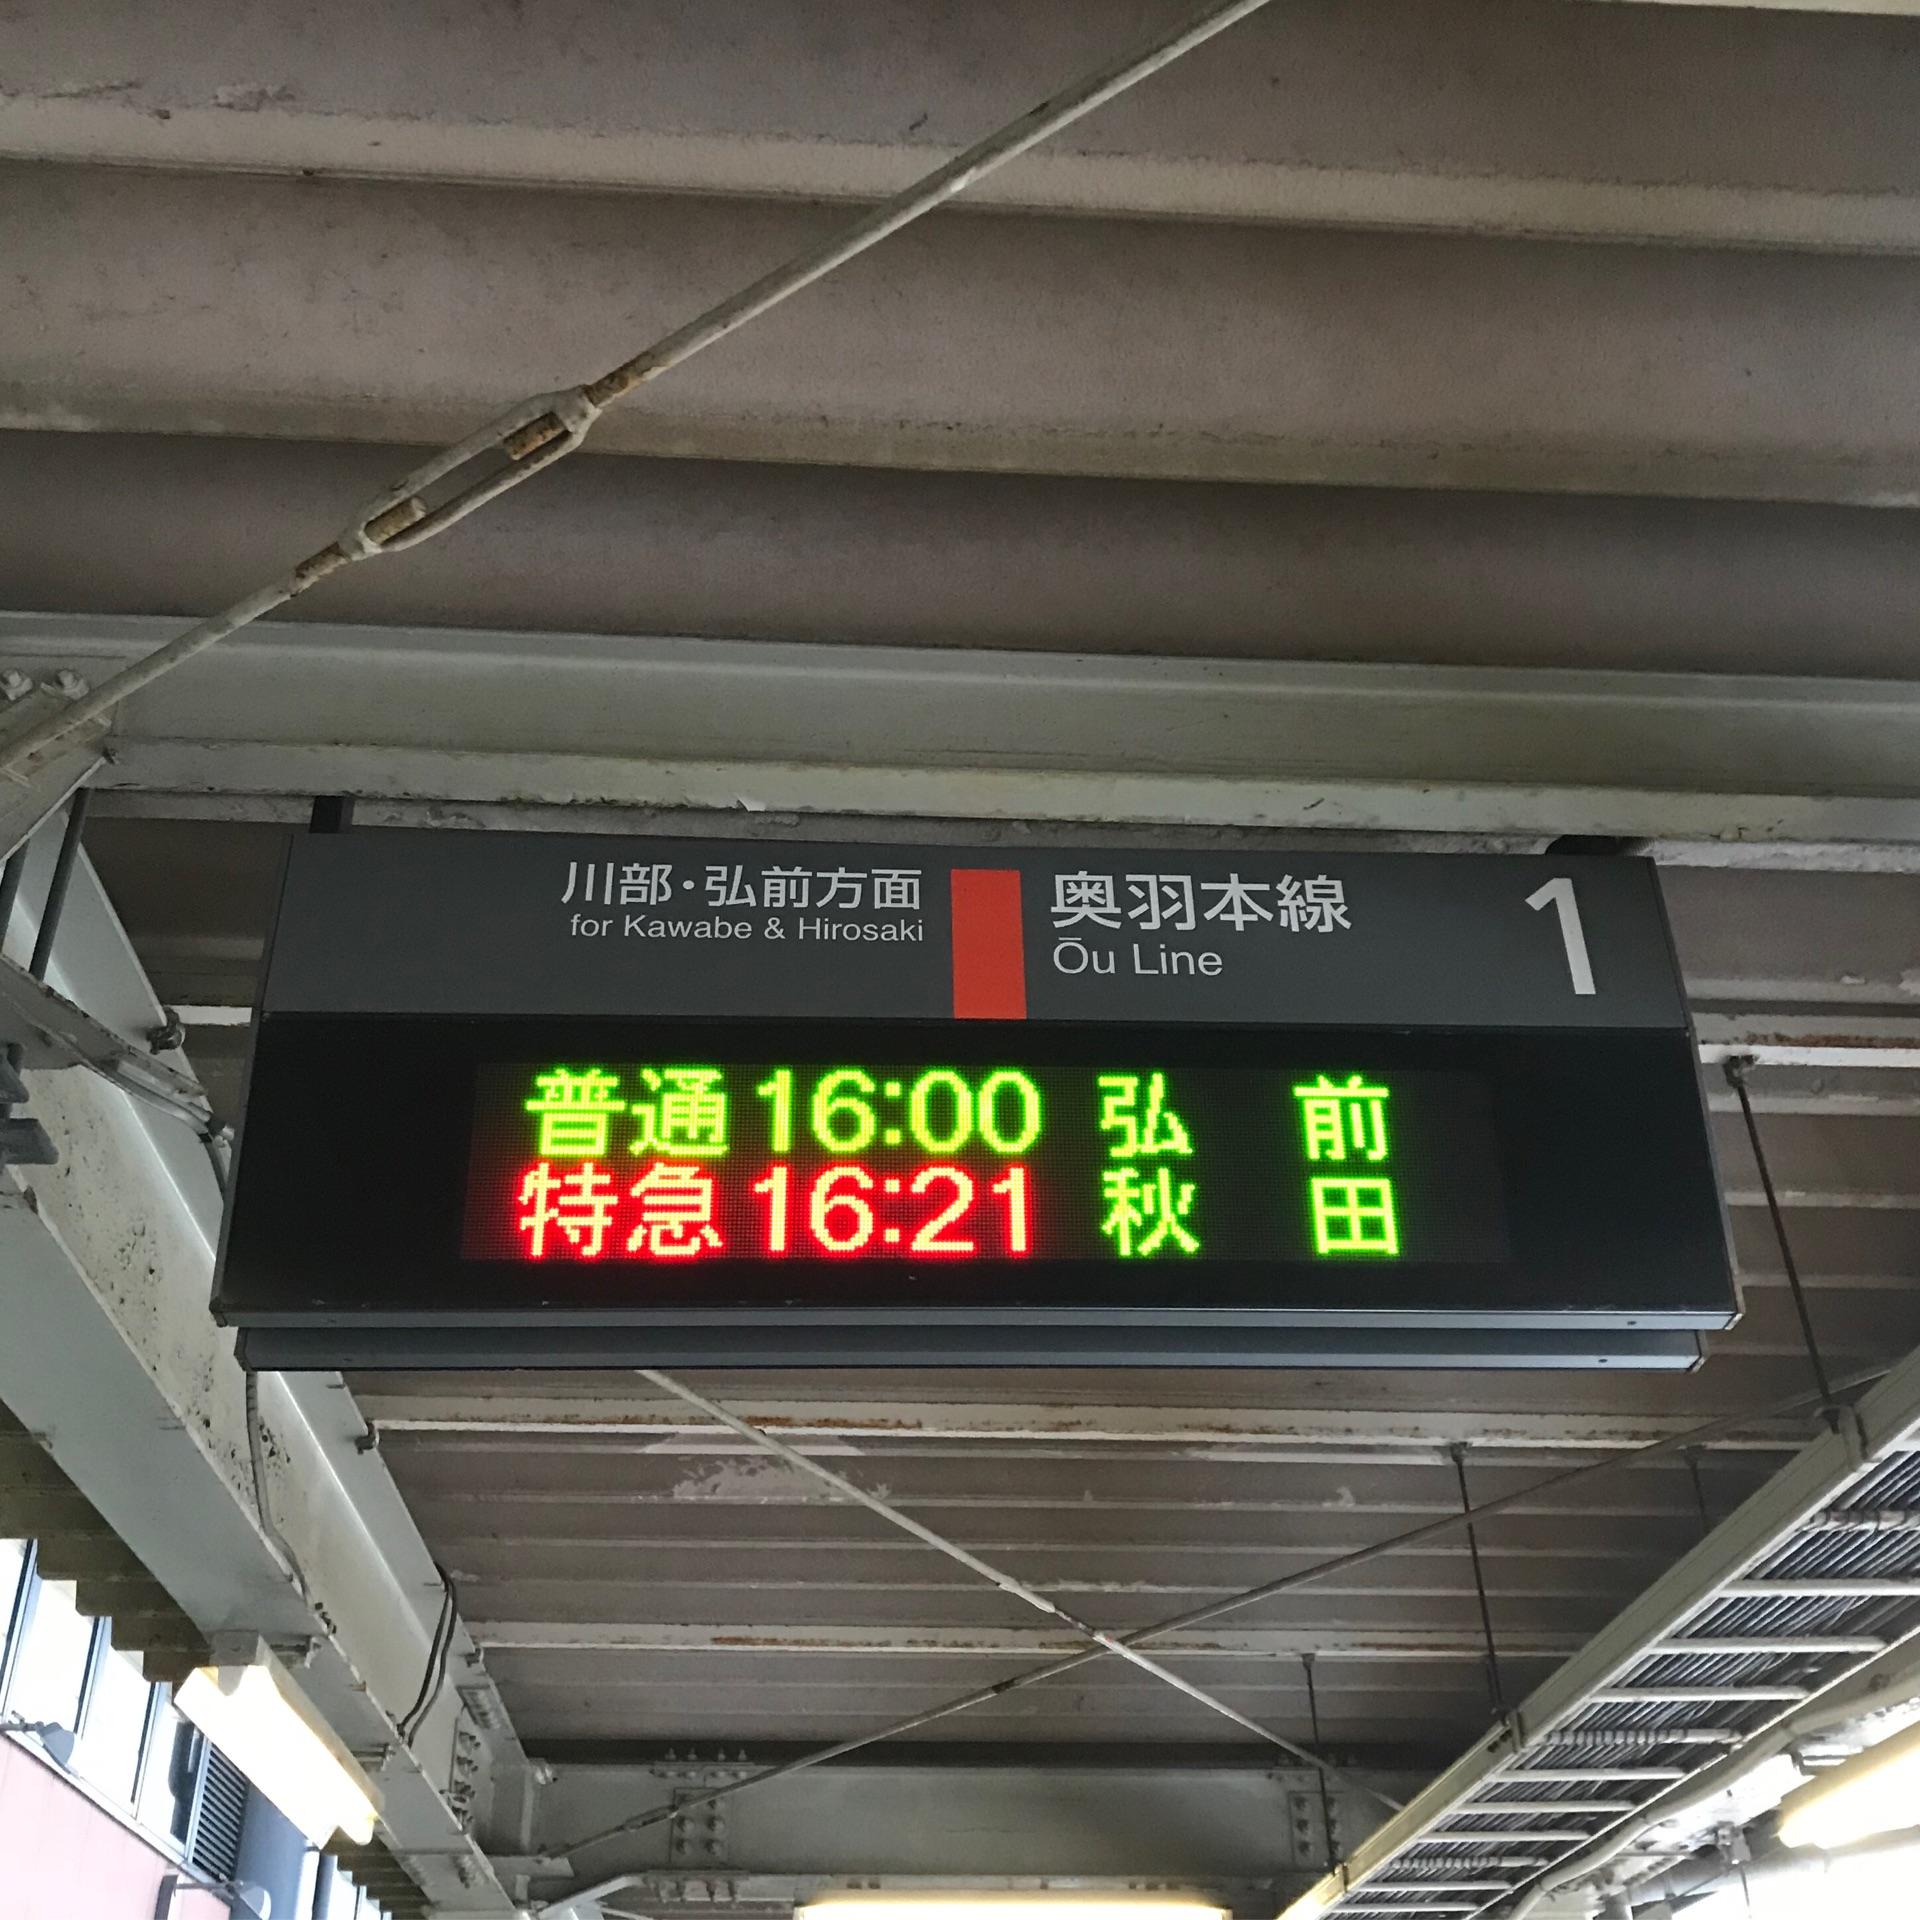 川部・弘前方面
for Kawabe & Hirosaki
奥羽本線
Ōu Line
1
普通 16:00 弘 前
特急 16:21 秋 田